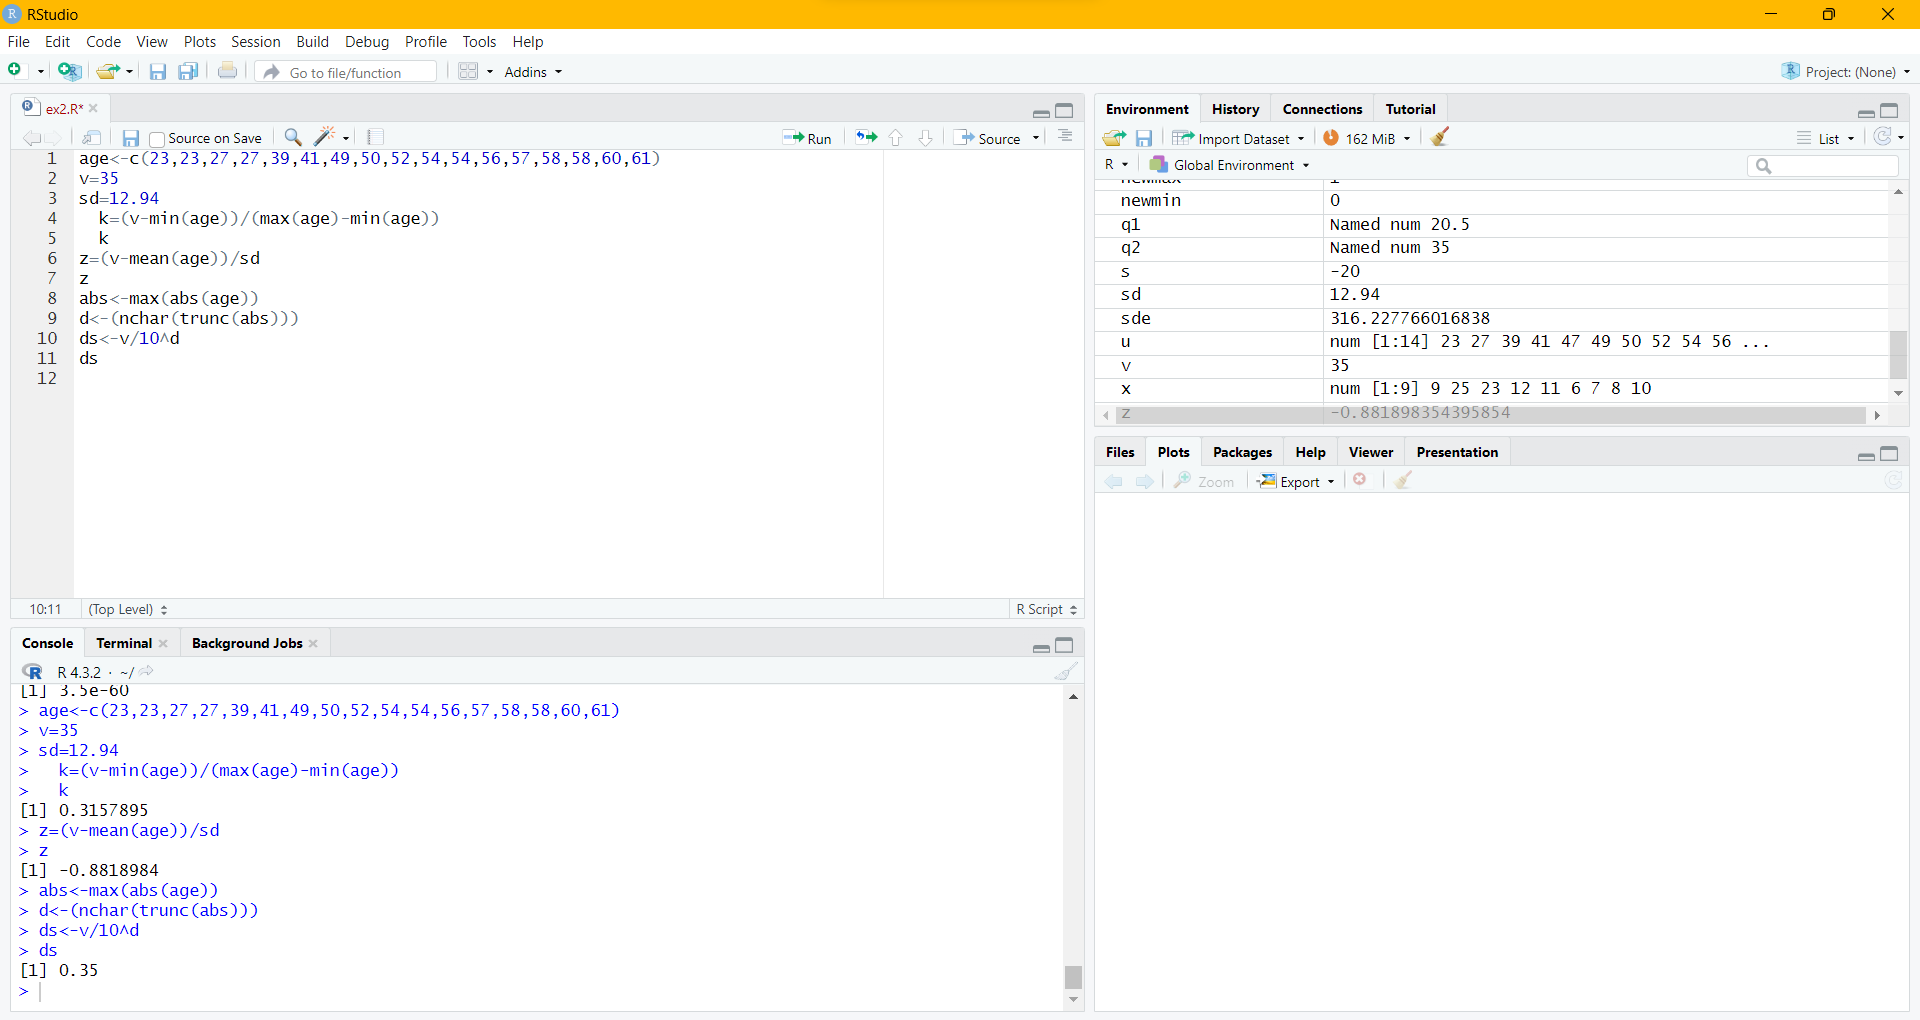 RStudio
File Edit Code View Plots Session Build Debug Profile Tools Help
Go to file/function Addins Project: (None)
ex2.R*
Source on Save Run Source
1 age<-c(23,23,27,27,39,41,49,50,52,54,54,56,57,58,58,60,61)
2 v=35
3 sd=12.94
4 k=(v-min(age))/(max(age)-min(age))
5 k
6 z=(v-mean(age))/sd
7 z
8 abs<-max(abs(age))
9 d<-(nchar(trunc(abs)))
10 ds<-v/10^d
11 ds
12
10:11 (Top Level) R Script
Console Terminal Background Jobs
R 4.3.2 · ~/
[1] 3.5e-60
> age<-c(23,23,27,27,39,41,49,50,52,54,54,56,57,58,58,60,61)
> v=35
> sd=12.94
> k=(v-min(age))/(max(age)-min(age))
> k
[1] 0.3157895
> z=(v-mean(age))/sd
> z
[1] -0.8818984
> abs<-max(abs(age))
> d<-(nchar(trunc(abs)))
> ds<-v/10^d
> ds
[1] 0.35
>
Environment History Connections Tutorial
Import Dataset 162 MiB List
R Global Environment
newmax 1
newmin 0
q1 Named num 20.5
q2 Named num 35
s -20
sd 12.94
sde 316.227766016838
u num [1:14] 23 27 39 41 47 49 50 52 54 56 ...
v 35
x num [1:9] 9 25 23 12 11 6 7 8 10
z -0.881898354395854
Files Plots Packages Help Viewer Presentation
Zoom Export